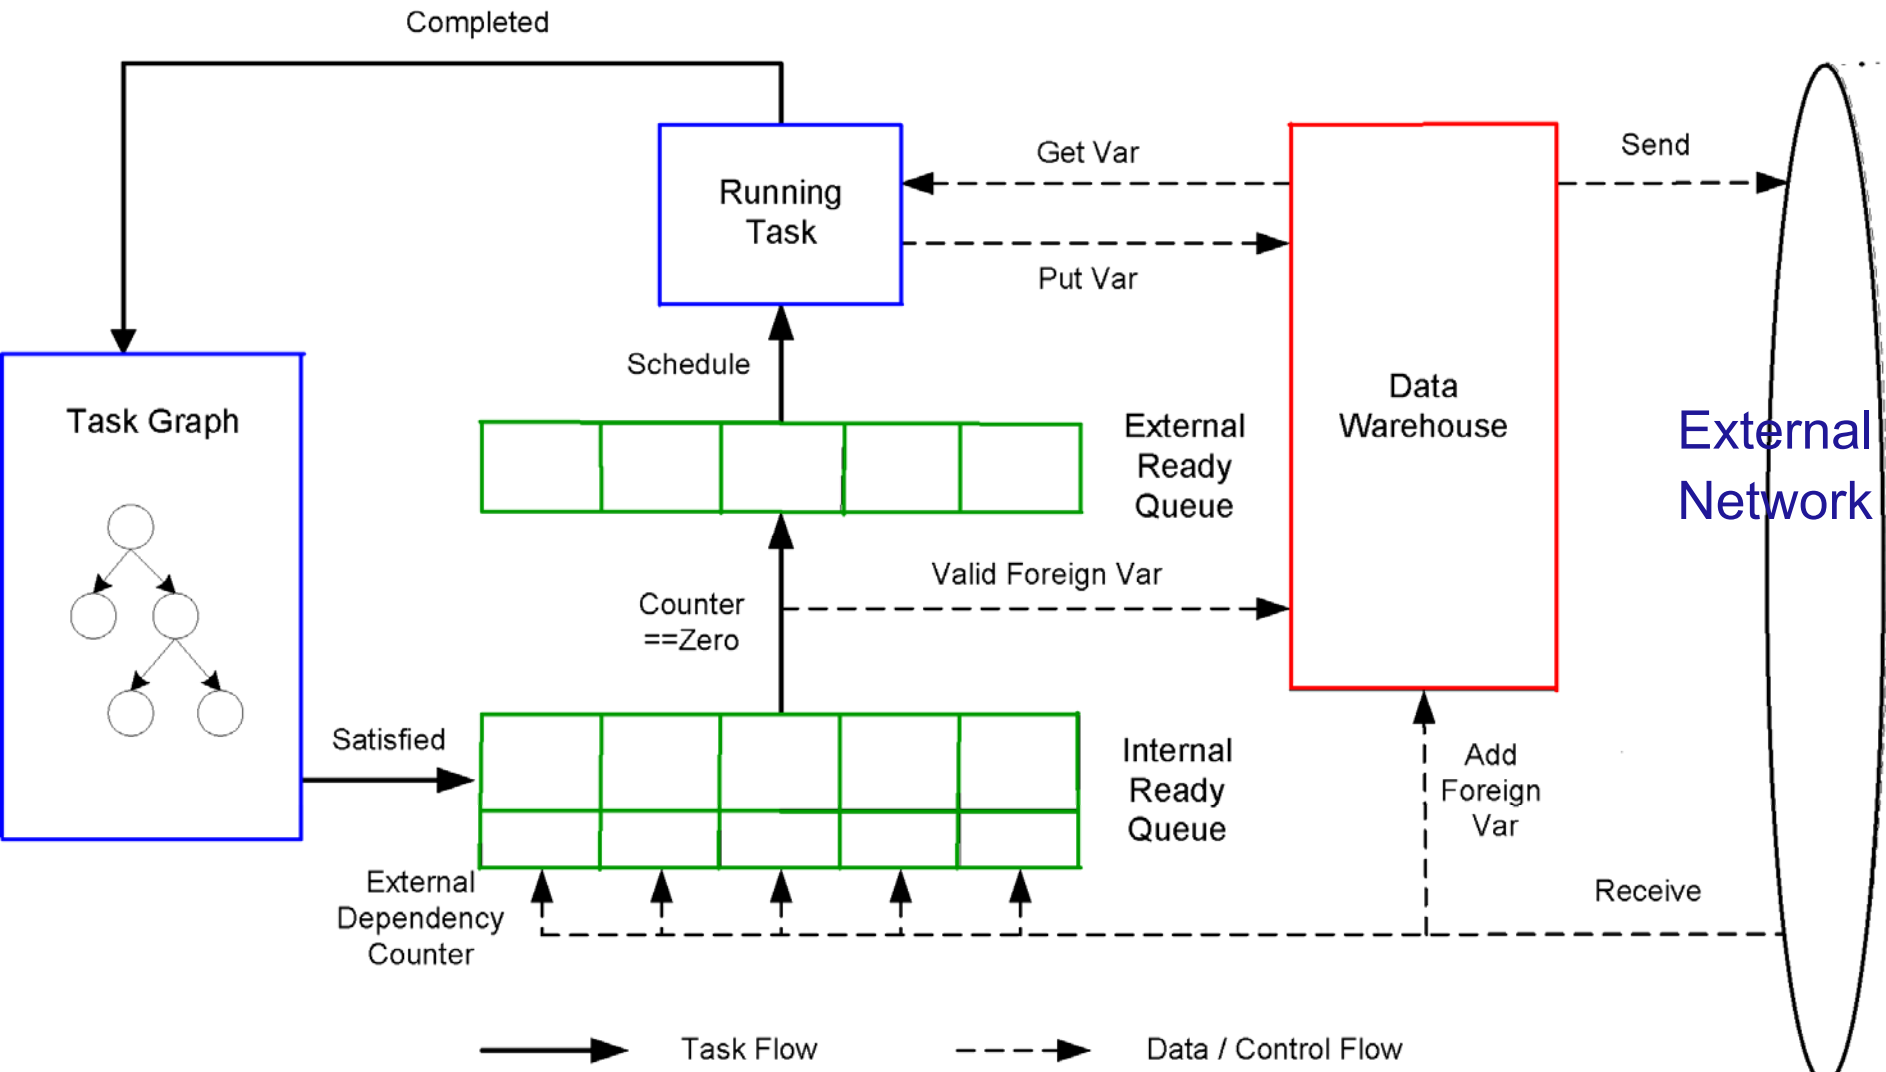 Completed
Running
Task
Get Var
Put Var
Send
Schedule
Task Graph
External
Ready
Queue
Data
Warehouse
External
Network
Valid Foreign Var
Counter
==Zero
Satisfied
Internal
Ready
Queue
Add
Foreign
Var
External
Dependency
Counter
Receive
Task Flow
Data / Control Flow